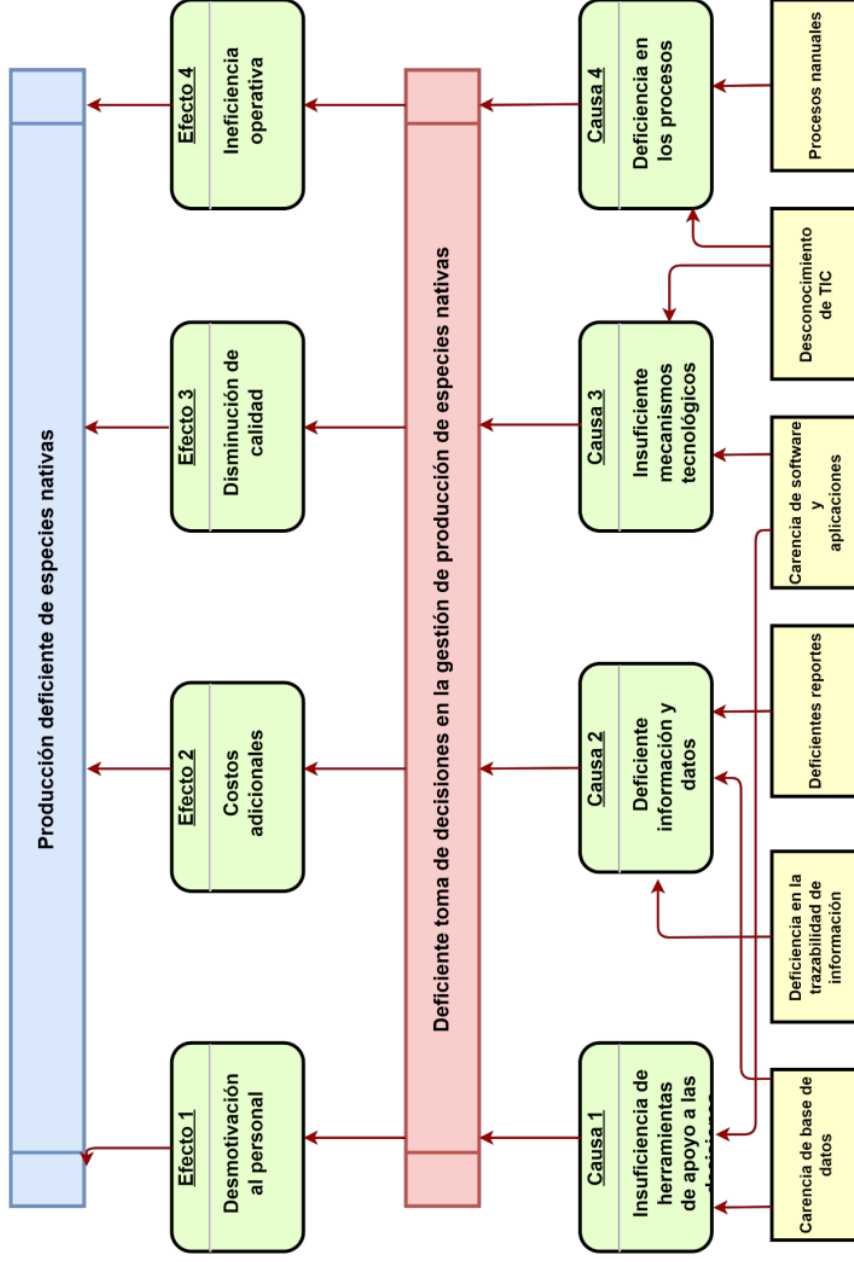 Producción deficiente de especies nativas
Efecto 1
Desmotivación
al personal
Efecto 2
Costos
adicionales
Efecto 3
Disminución de
calidad
Efecto 4
Ineficiencia
operativa
Deficiente toma de decisiones en la gestión de producción de especies nativas
Causa 1
Insuficiencia de
herramientas
de apoyo a las
Causa 2
Deficiente
información y
datos
Causa 3
Insuficiente
mecanismos
tecnológicos
Causa 4
Deficiencia en
los procesos
Carencia de base de
datos
Deficiencia en la
trazabilidad de
información
Deficientes reportes
Carencia de software
y
aplicaciones
Desconocimiento
de TIC
Procesos nanuales